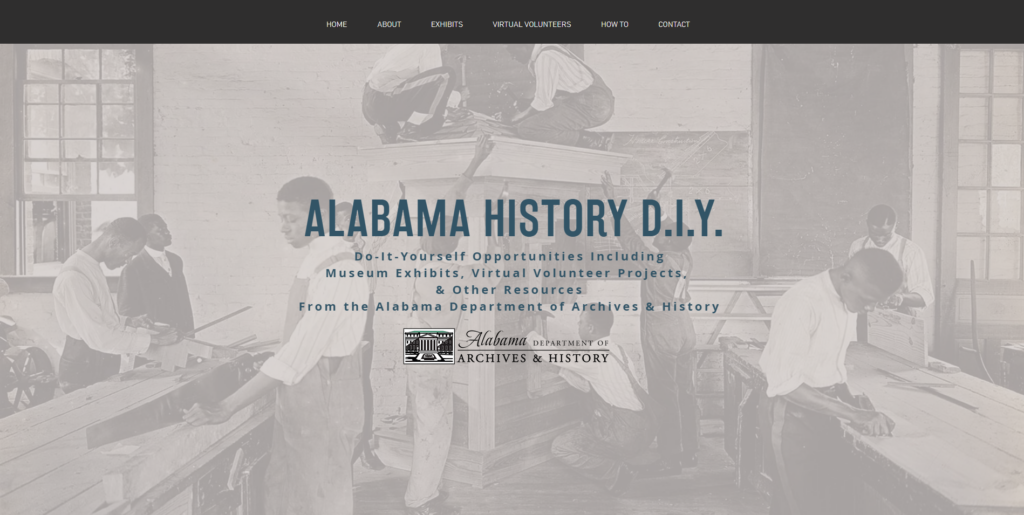 HOME ABOUT EXHIBITS VIRTUAL VOLUNTEERS HOW TO CONTACT
ALABAMA HISTORY D.I.Y.
Do-It-Yourself Opportunities Including
Museum Exhibits, Virtual Volunteer Projects,
& Other Resources
From the Alabama Department of Archives & History
Alabama DEPARTMENT OF
ARCHIVES & HISTORY